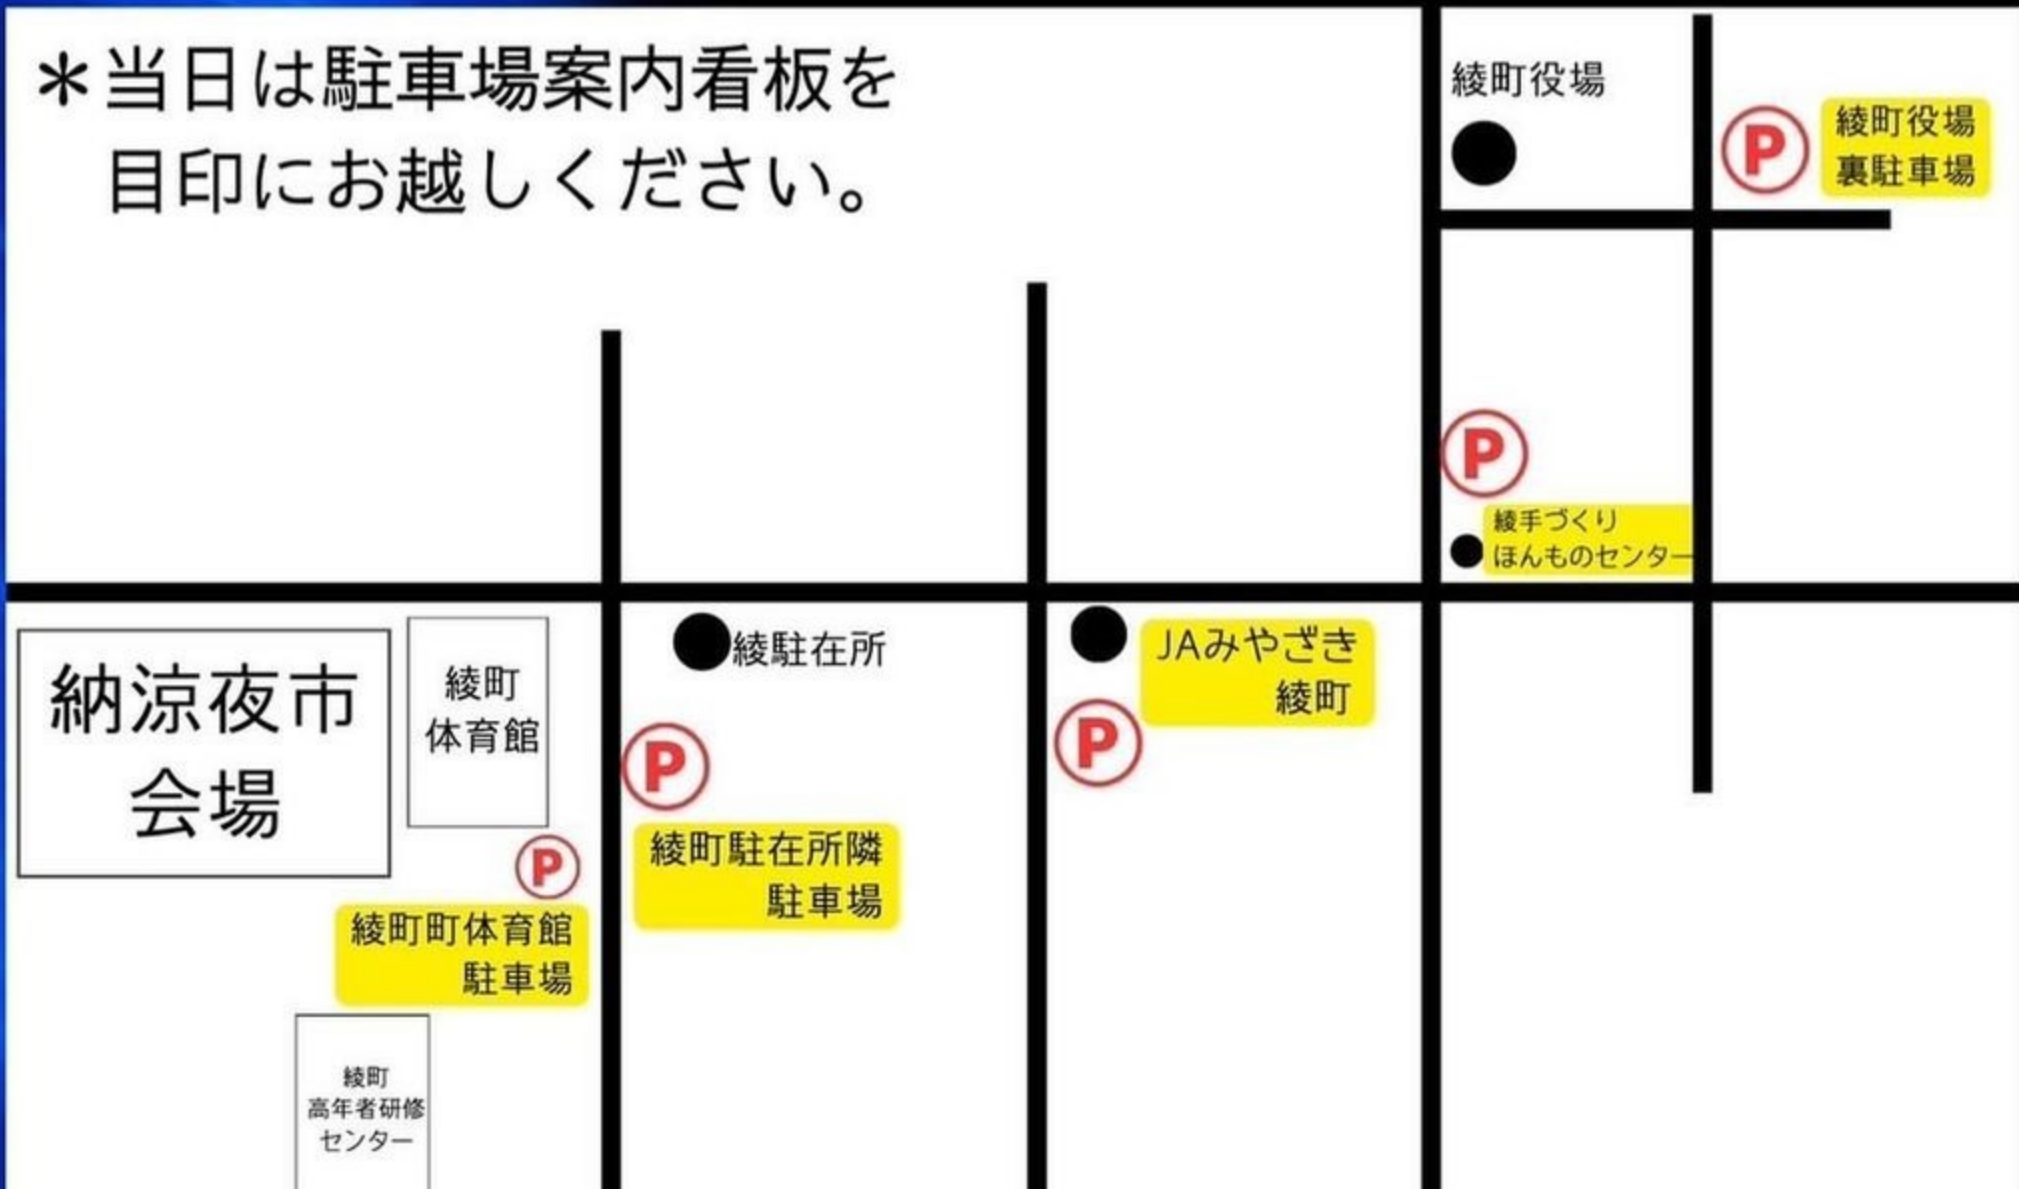 ＊当日は駐車場案内看板を
目印にお越しください。
綾町役場
P
綾町役場
裏駐車場
P
綾手づくり
ほんものセンター
納涼夜市
会場
綾町
体育館
綾駐在所
JAみやざき
綾町
P
P
綾町駐在所隣
駐車場
P
綾町町体育館
駐車場
綾町
高年者研修
センター